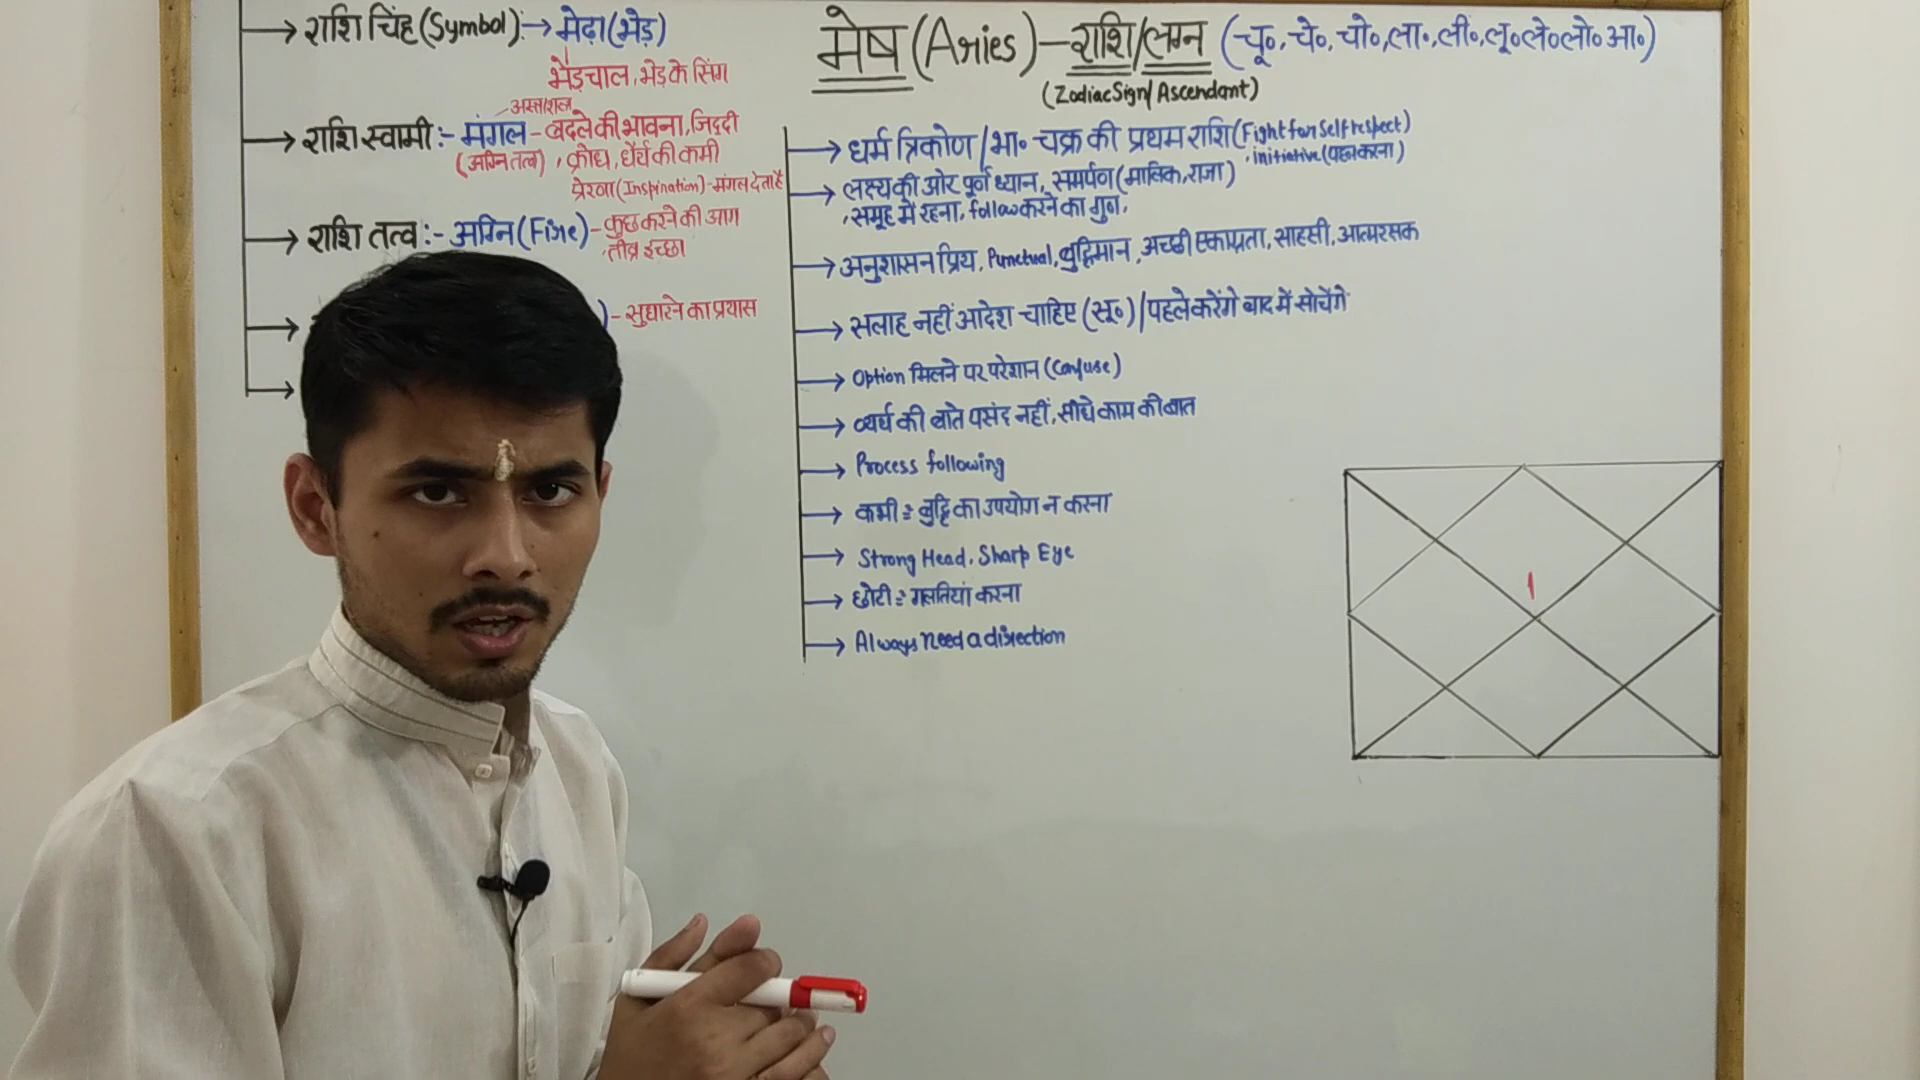 राशि चिंह (Symbol) :→ मेढ़ा (भेड़)
भेड़चाल, भेड़ के सिंग
अस्त्र/शस्त्र
राशि स्वामी :- मंगल - बदले की भावना, जिद्दी
(अग्नि तत्व) , क्रोध, धैर्य की कमी
प्रेरणा (Inspiration) - मंगल देता है
राशि तत्व :- अग्नि (Fire) - कुछ करने की आग
, तीव्र इच्छा
) - सुधारने का प्रयास
मेष (Aries) - राशि/लग्न (चू०, चे०, चो०, ला०, ली०, लू० ले० लो० आ०)
(Zodiac Sign/Ascendant)
→ धर्म त्रिकोण / भा० चक्र की प्रथम राशि (Fight for Self respect)
, initiative (पहल करना)
→ लक्ष्य की ओर पूर्ण ध्यान, समर्पण (मालिक, राजा)
, समूह में रहना, follow करने का गुण,
→ अनुशासन प्रिय, Punctual, बुद्धिमान, अच्छी एकाग्रता, साहसी, आत्मरक्षक
→ सलाह नहीं आदेश चाहिए (सू०) / पहले करेंगे बाद में सोचेंगे
→ Option मिलने पर परेशान (Confuse)
→ व्यर्थ की बाते पसंद नहीं, सीधे काम की बात
→ Process following
→ कमी :- बुद्धि का उपयोग न करना
→ Strong Head, Sharp Eye
→ छोटी :- गलतियां करना
→ Always need a direction
1